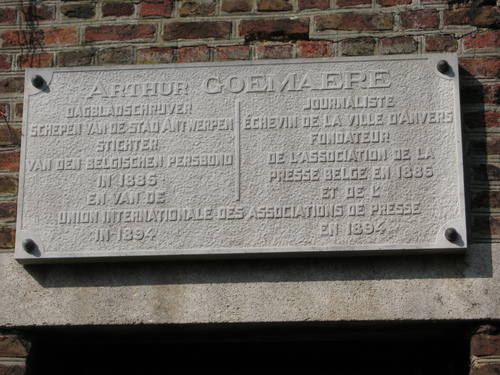 ARTHUR GOEMAERE
DAGBLADSCHRIJVER
SCHEPEN VAN DE STAD ANTWERPEN
STICHTER
VAN DEN BELGISCHEN PERSBOND
IN 1885
EN VAN DE
JOURNALISTE
ÉCHEVIN DE LA VILLE D'ANVERS
FONDATEUR
DE L'ASSOCIATION DE LA
PRESSE BELGE EN 1885
ET DE L'
UNION INTERNATIONALE DES ASSOCIATIONS DE PRESSE
IN 1894 EN 1894